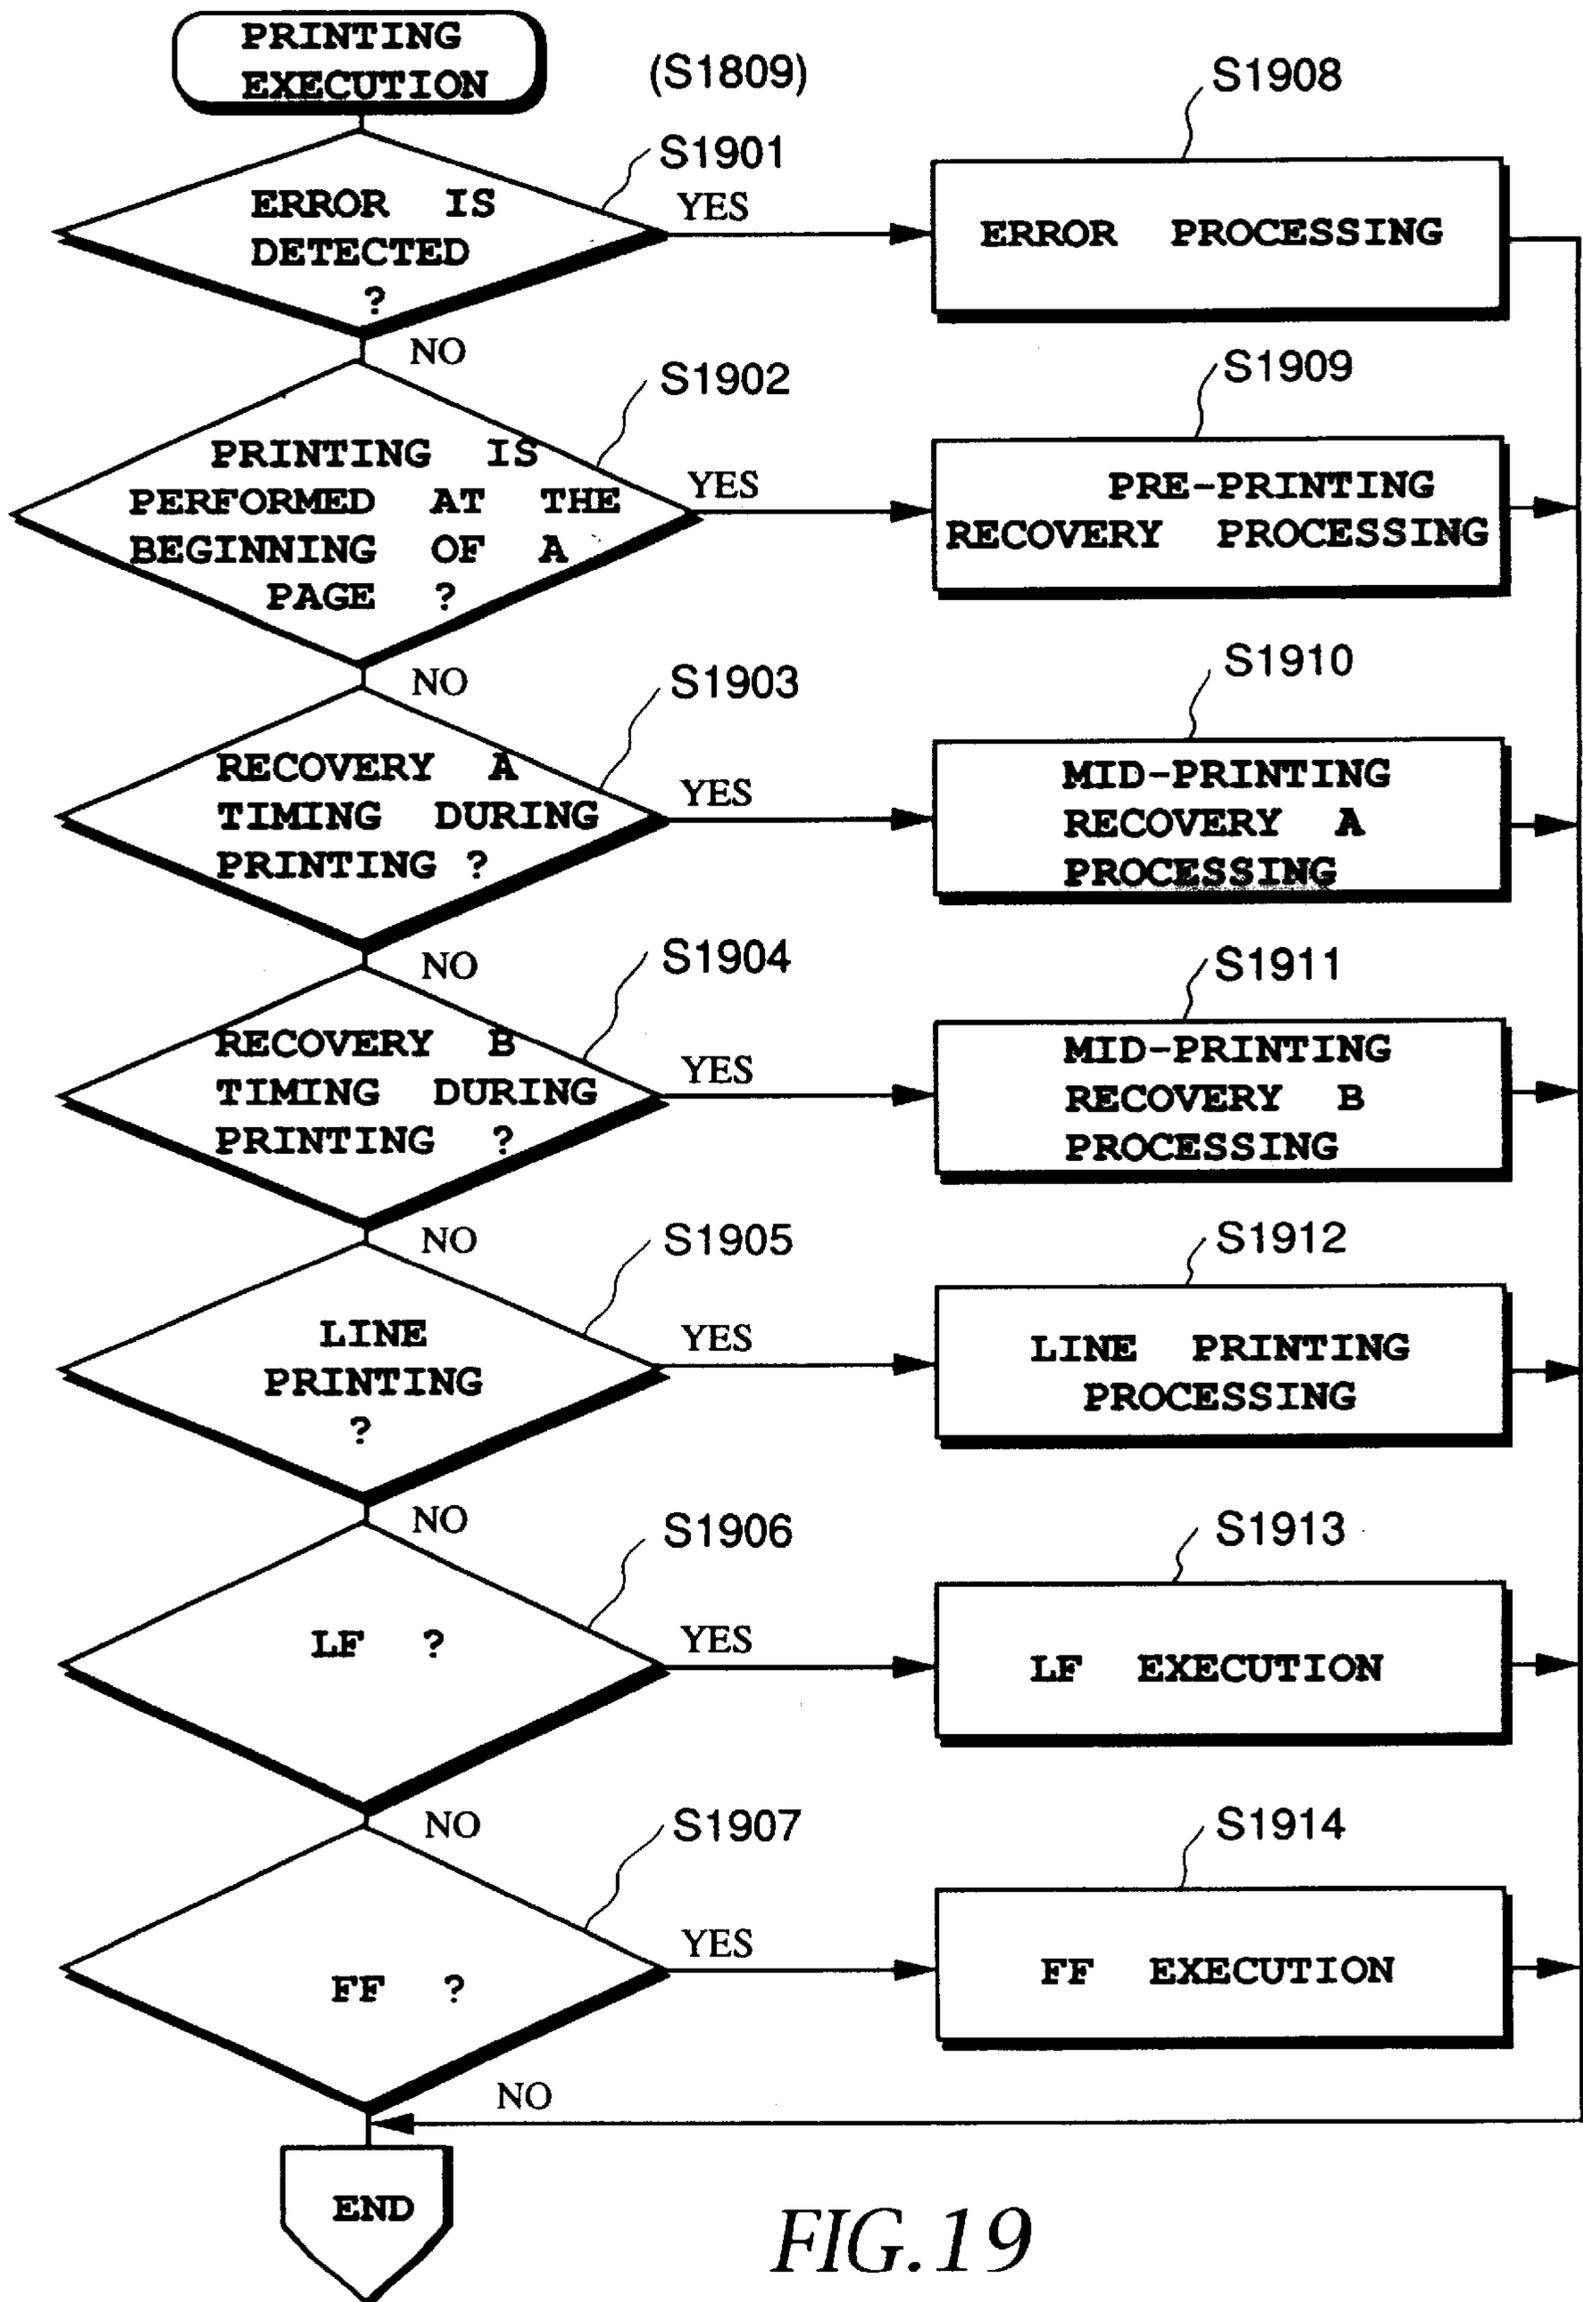 PRINTING
EXECUTION
(S1809)
S1901
ERROR IS
DETECTED
?
YES
S1908
ERROR PROCESSING
NO
S1902
PRINTING IS
PERFORMED AT THE
BEGINNING OF A
PAGE ?
YES
S1909
PRE-PRINTING
RECOVERY PROCESSING
NO
S1903
RECOVERY A
TIMING DURING
PRINTING ?
YES
S1910
MID-PRINTING
RECOVERY A
PROCESSING
NO
S1904
RECOVERY B
TIMING DURING
PRINTING ?
YES
S1911
MID-PRINTING
RECOVERY B
PROCESSING
NO
S1905
LINE
PRINTING
?
YES
S1912
LINE PRINTING
PROCESSING
NO
S1906
LF ?
YES
S1913
LF EXECUTION
NO
S1907
FF ?
YES
S1914
FF EXECUTION
NO
END
FIG.19